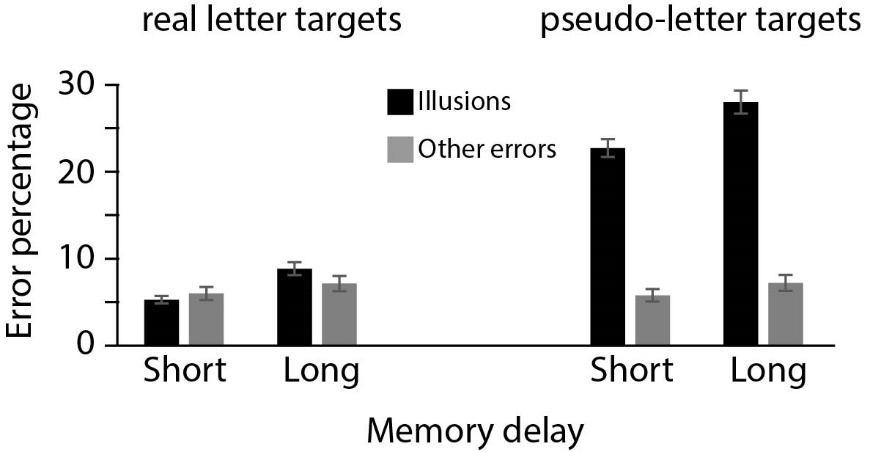 real letter targets
pseudo-letter targets
Error percentage
30
20
10
0
Illusions
Other errors
Short
Long
Short
Long
Memory delay